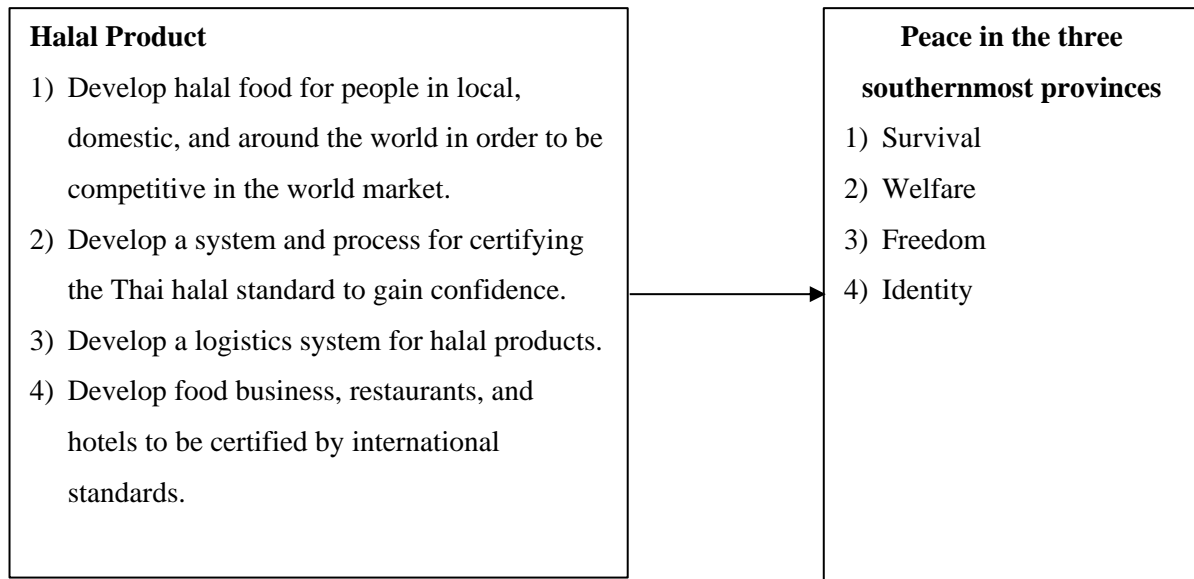 Halal Product
1) Develop halal food for people in local,
domestic, and around the world in order to be
competitive in the world market.
2) Develop a system and process for certifying
the Thai halal standard to gain confidence.
3) Develop a logistics system for halal products.
4) Develop food business, restaurants, and
hotels to be certified by international
standards.
Peace in the three
southernmost provinces
1) Survival
2) Welfare
3) Freedom
4) Identity